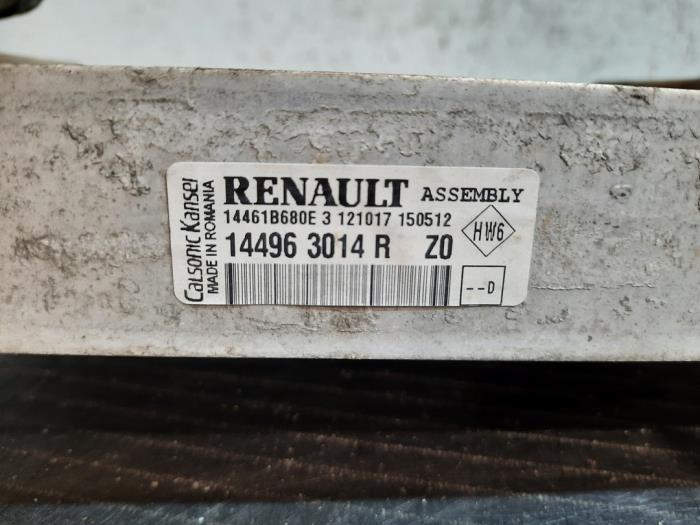 Calsonic Kansei
MADE IN ROMANIA
RENAULT ASSEMBLY
14461B680E 3 121017 150512
HW6
14496 3014 R Z0
--D